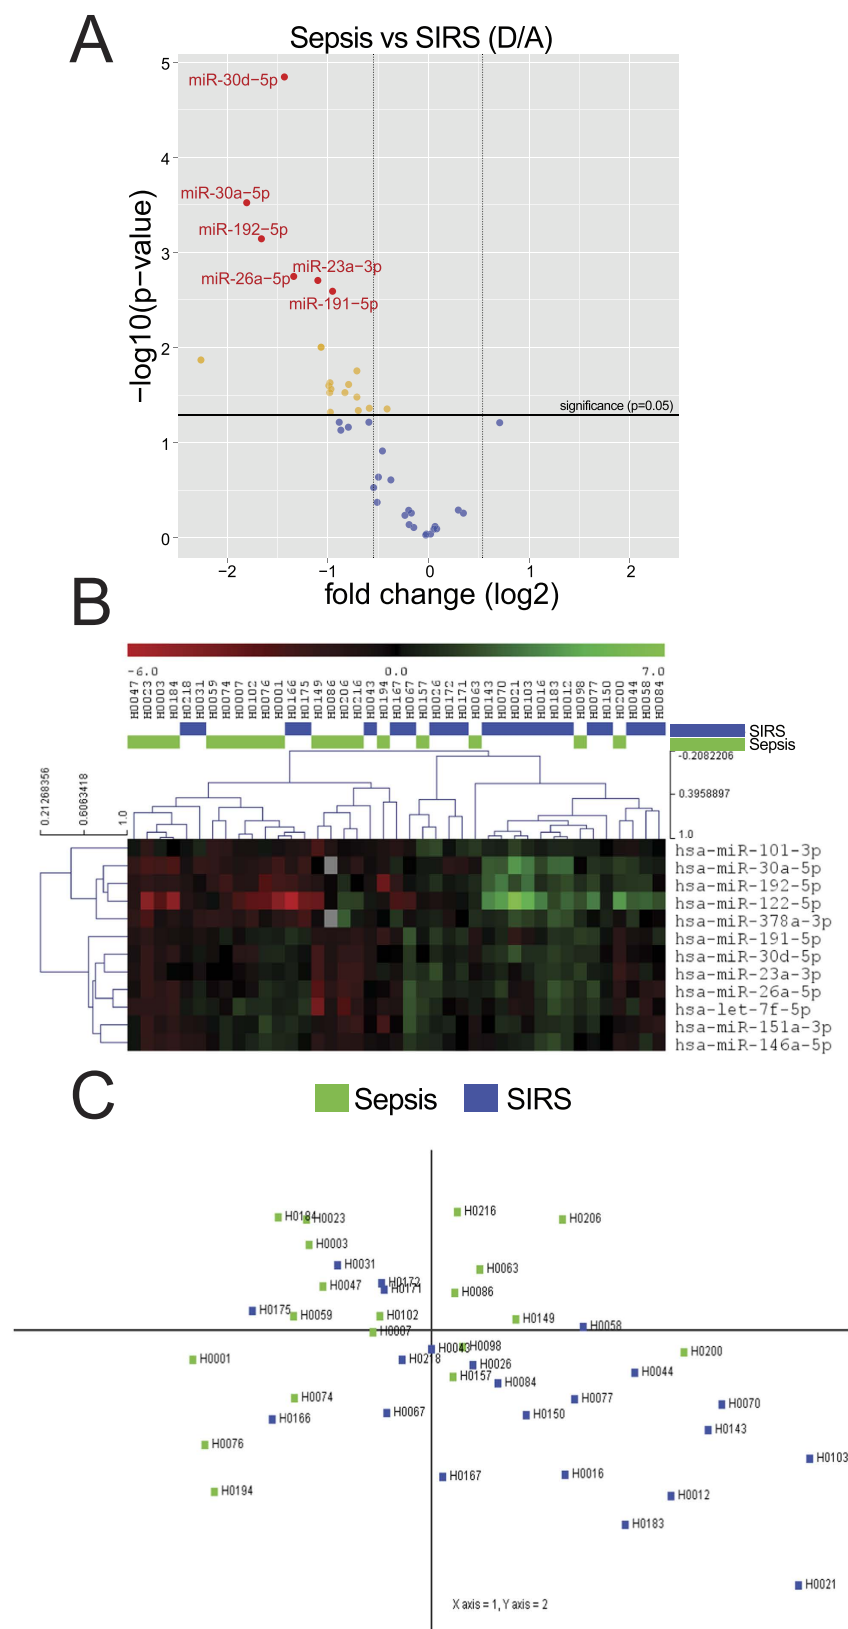 A
Sepsis vs SIRS (D/A)
5
4
3
2
1
0
−log10(p−value)
miR-30d−5p
miR-30a−5p
miR-192−5p
miR-23a−3p
miR-26a−5p
miR-191−5p
significance (p=0.05)
−2 −1 0 1 2
fold change (log2)
B
-6.0 0.0 7.0
H0047 H0023 H0003 H0184 H0218 H0031 H0059 H0074 H0007 H0102 H0076 H0001 H0166 H0175 H0149 H0086 H0206 H0216 H0043 H0194 H0167 H0067 H0157 H0026 H0172 H0171 H0063 H0143 H0070 H0021 H0103 H0016 H0183 H0012 H0098 H0077 H0150 H0200 H0044 H0058 H0084
SIRS
Sepsis
-0.2082206
0.3958897
1.0
0.21268356 0.6063418 1.0
hsa-miR-101-3p
hsa-miR-30a-5p
hsa-miR-192-5p
hsa-miR-122-5p
hsa-miR-378a-3p
hsa-miR-191-5p
hsa-miR-30d-5p
hsa-miR-23a-3p
hsa-miR-26a-5p
hsa-let-7f-5p
hsa-miR-151a-3p
hsa-miR-146a-5p
C
Sepsis SIRS
H0216
H0184 H0023
H0206
H0003
H0031
H0063
H0172
H0047 H0171
H0086
H0175
H0059 H0102
H0149
H0007
H0058
H0043 H0098
H0200
H0001 H0218
H0026
H0044
H0157
H0084
H0074
H0077
H0070
H0067
H0150
H0166
H0143
H0076
H0103
H0167
H0016
H0194
H0012
H0183
H0021
X axis = 1, Y axis = 2